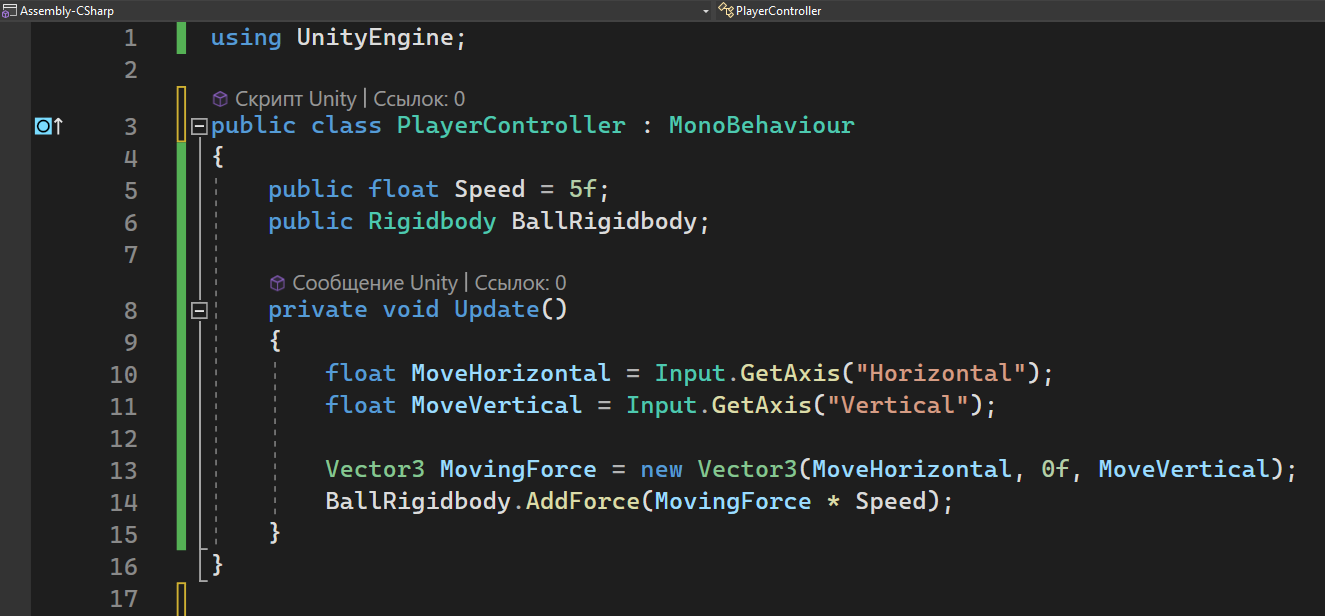 Assembly-CSharp PlayerController
1 using UnityEngine;
2
Скрипт Unity | Ссылок: 0
3 public class PlayerController : MonoBehaviour
4 {
5 public float Speed = 5f;
6 public Rigidbody BallRigidbody;
7
Сообщение Unity | Ссылок: 0
8 private void Update()
9 {
10 float MoveHorizontal = Input.GetAxis("Horizontal");
11 float MoveVertical = Input.GetAxis("Vertical");
12
13 Vector3 MovingForce = new Vector3(MoveHorizontal, 0f, MoveVertical);
14 BallRigidbody.AddForce(MovingForce * Speed);
15 }
16 }
17